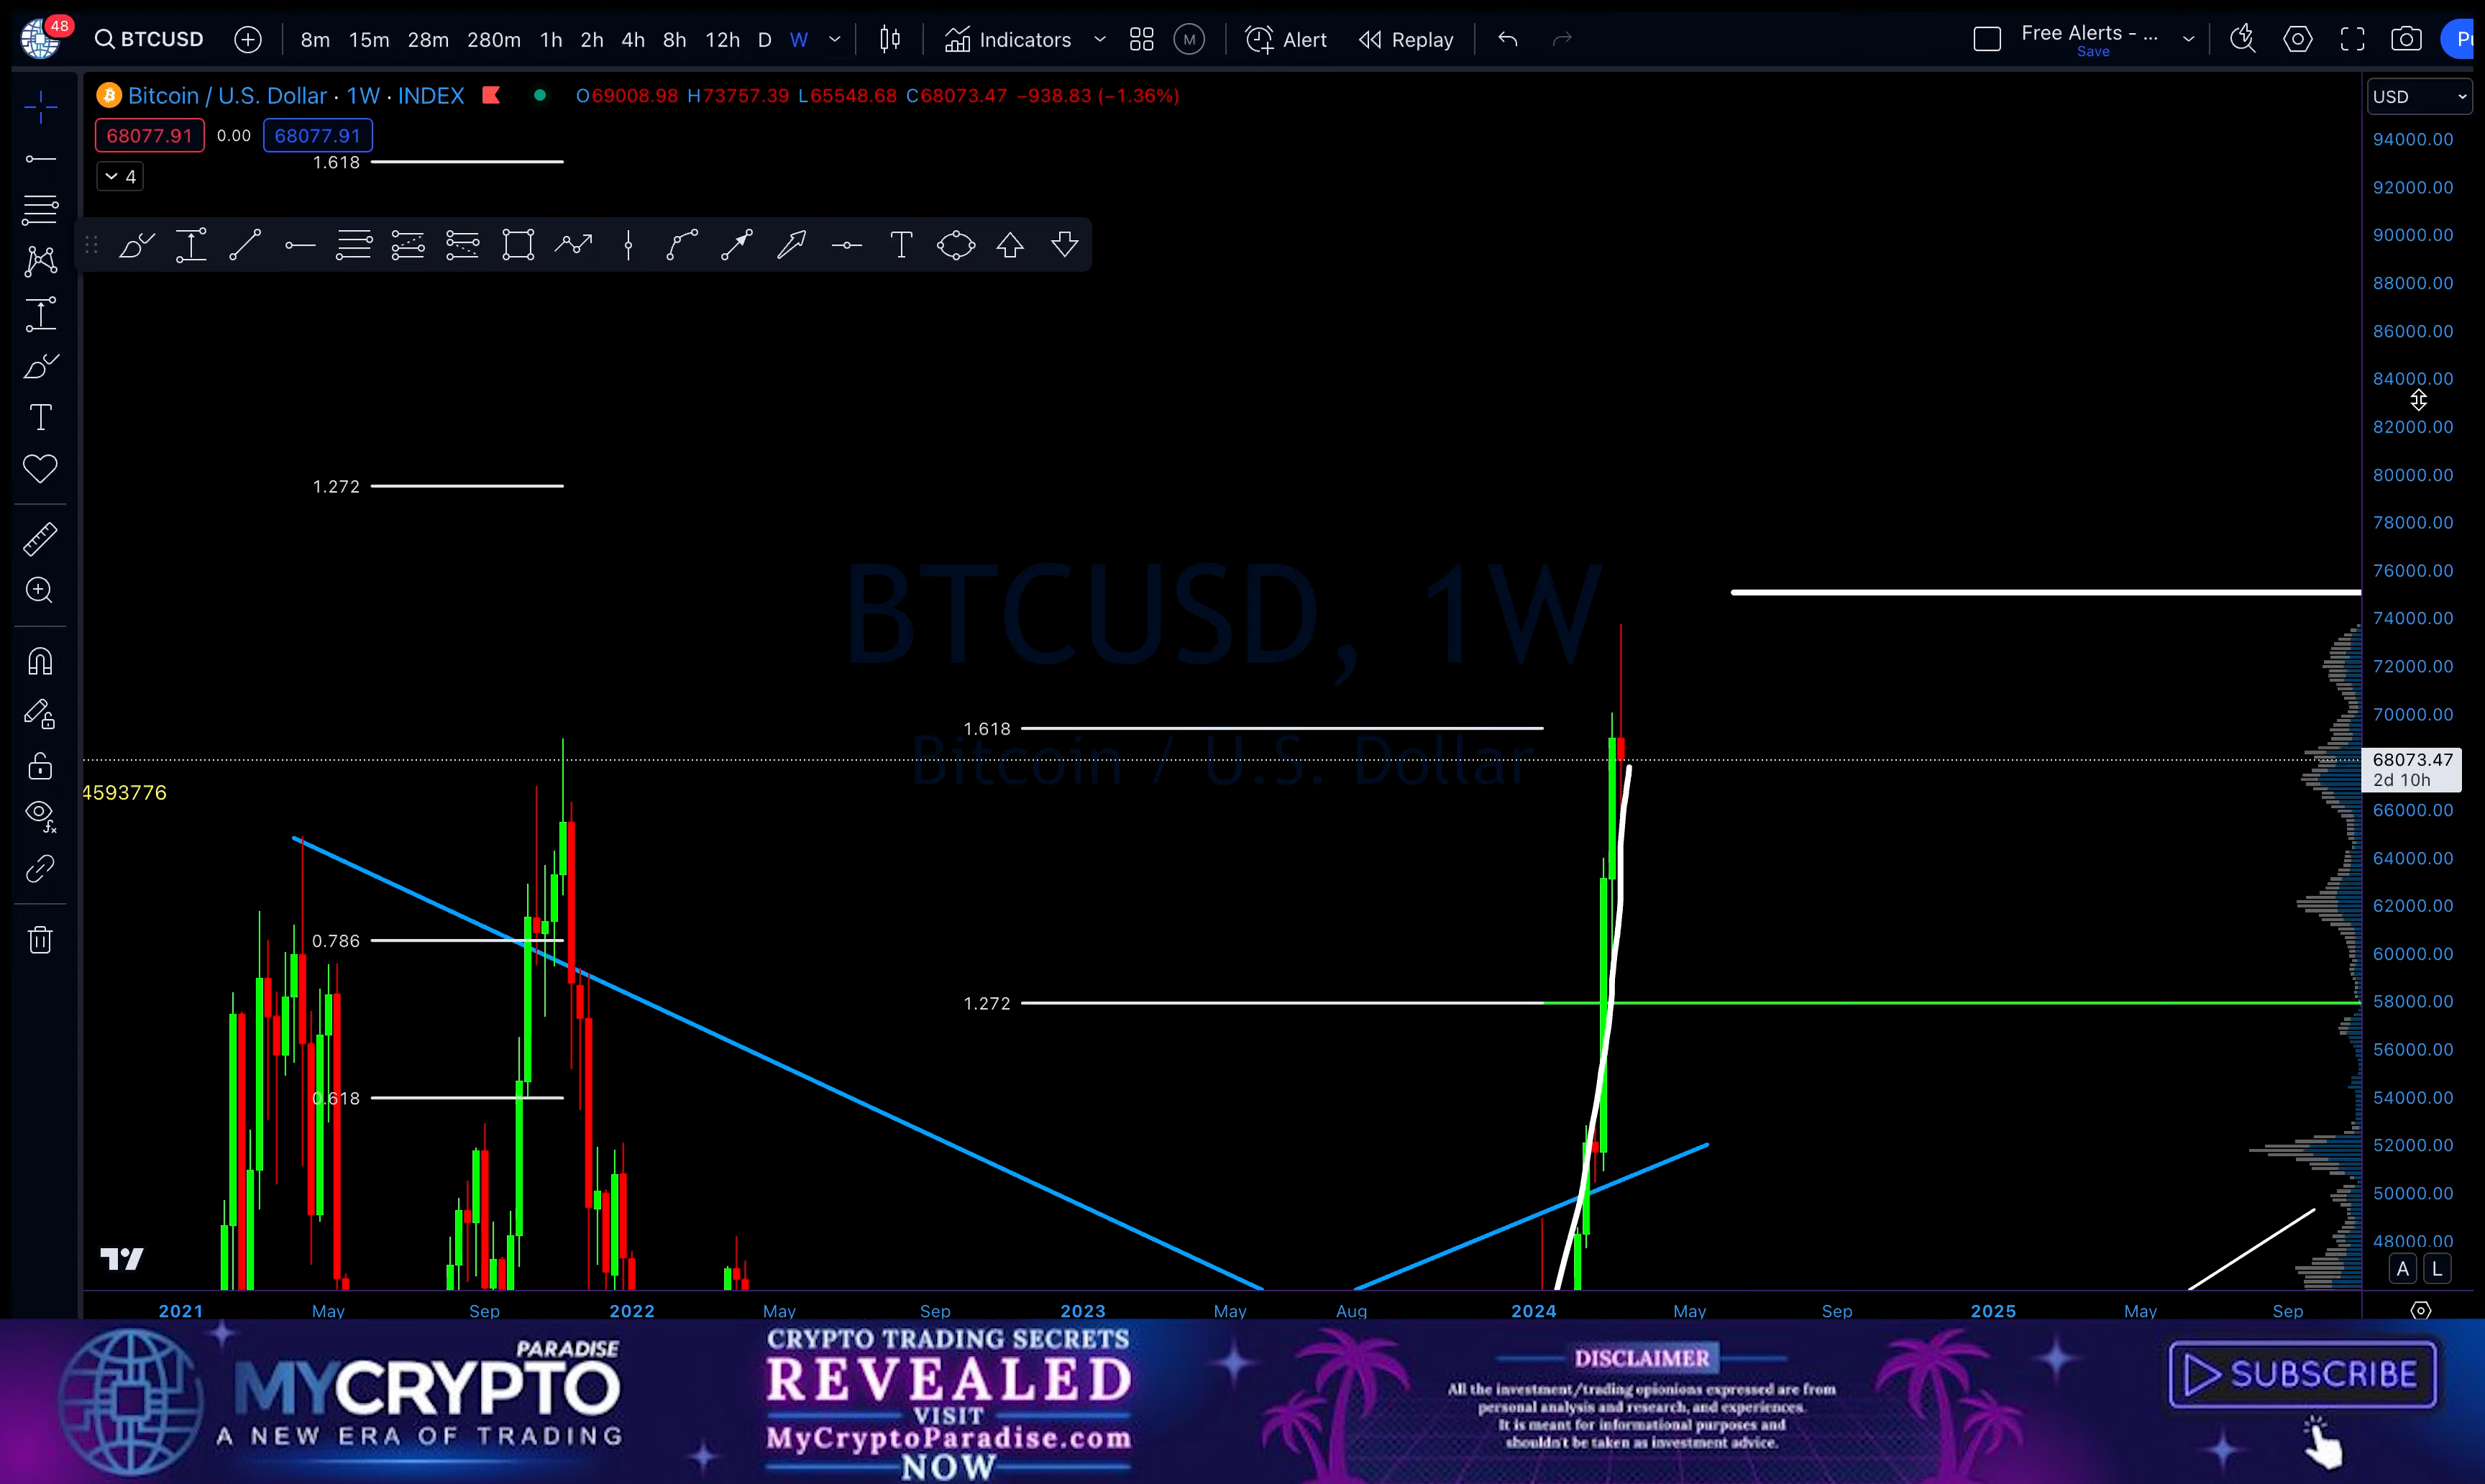 48
BTCUSD
8m 15m 28m 280m 1h 2h 4h 8h 12h D W
Indicators
M
Alert
Replay
Free Alerts - ...
Save
Bitcoin / U.S. Dollar · 1W · INDEX
O69008.98 H73757.39 L65548.68 C68073.47 −938.83 (−1.36%)
USD
68077.91 0.00 68077.91
1.618
4
T
94000.00
92000.00
90000.00
88000.00
86000.00
84000.00
82000.00
80000.00
78000.00
76000.00
74000.00
72000.00
70000.00
68073.47
2d 10h
66000.00
64000.00
62000.00
60000.00
58000.00
56000.00
54000.00
52000.00
50000.00
48000.00
T
1.272
BTCUSD, 1W
Bitcoin / U.S. Dollar
1.618
4593776
0.786
1.272
0.618
A L
2021 May Sep 2022 May Sep 2023 May Aug 2024 May Sep 2025 May Sep
PARADISE
MYCRYPTO
A NEW ERA OF TRADING
CRYPTO TRADING SECRETS
REVEALED
VISIT
MyCryptoParadise.com
NOW
DISCLAIMER
All the investment/trading opionions expressed are from
personal analysis and research, and experiences.
It is meant for informational purposes and
shouldn't be taken as investment advice.
SUBSCRIBE